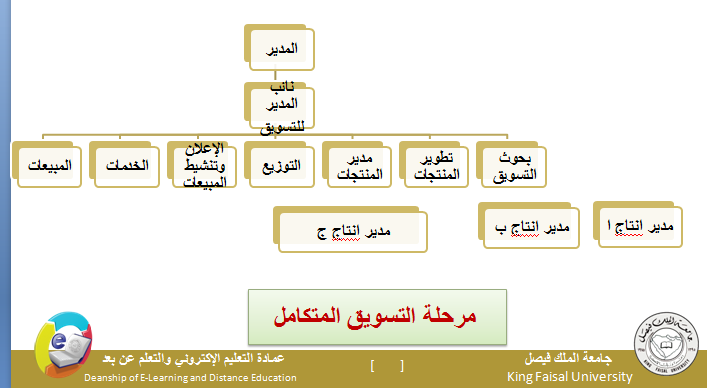 المدير
نائب
المدير
للتسويق
بحوث
التسويق
تطوير
المنتجات
مدير
المنتجات
التوزيع
الإعلان
وتنشيط
المبيعات
الخدمات
المبيعات
مدير انتاج ا
مدير انتاج ب
مدير انتاج ج
مرحلة التسويق المتكامل
جامعة الملك فيصل
King Faisal University
[ ]
عمادة التعليم الإكتروني والتعلم عن بعد
Deanship of E-Learning and Distance Education